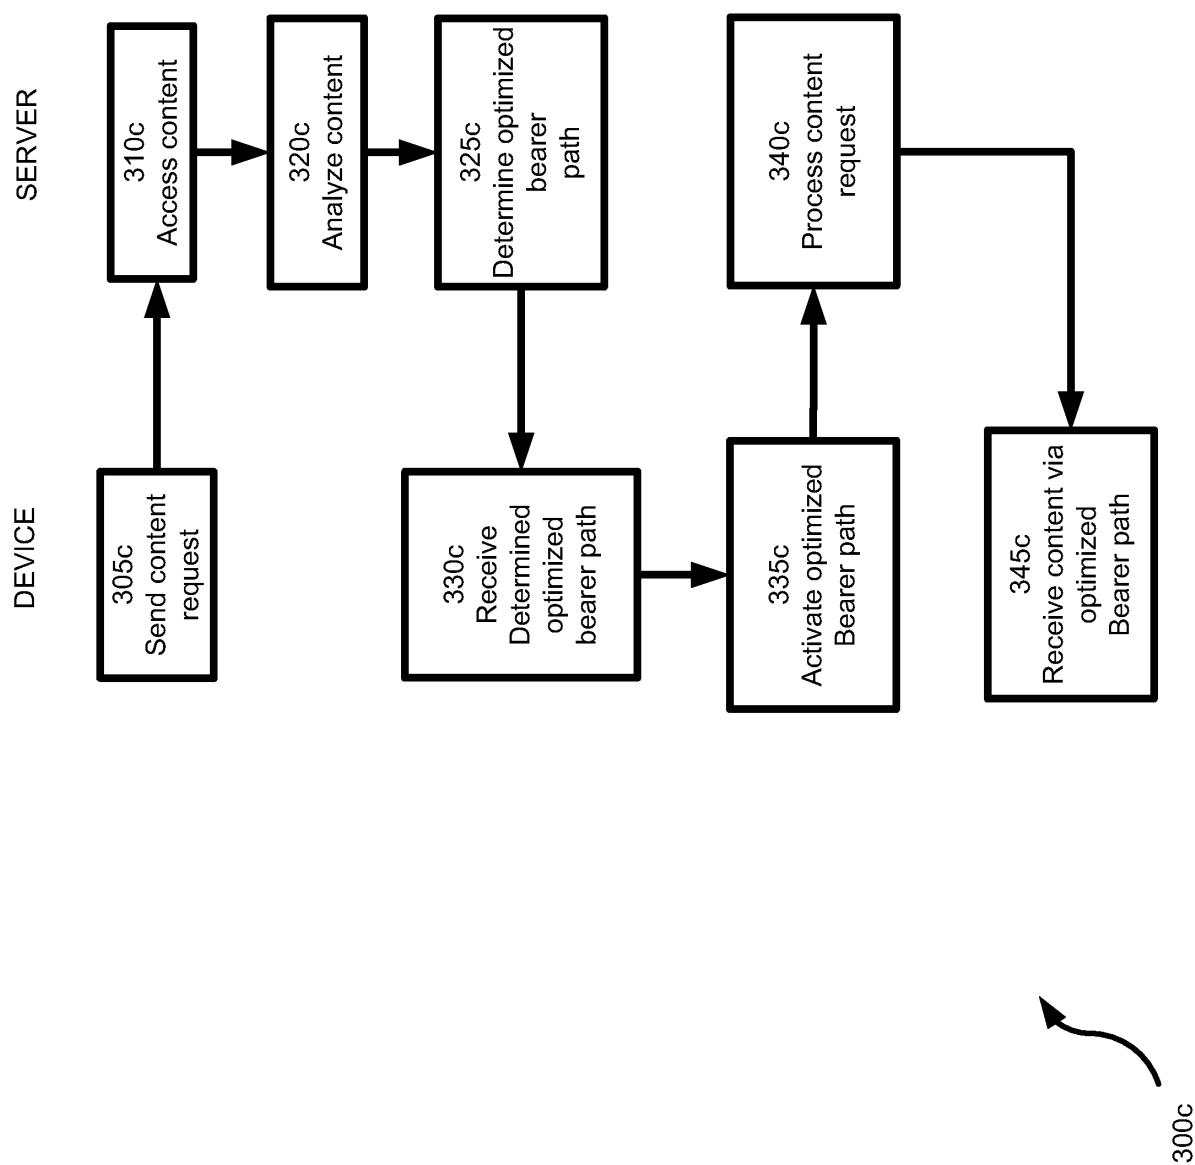 DEVICE
SERVER
305c
Send content
request
310c
Access content
320c
Analyze content
325c
Determine optimized
bearer
path
330c
Receive
Determined
optimized
bearer path
335c
Activate optimized
Bearer path
340c
Process content
request
345c
Receive content via
optimized
Bearer path
300c